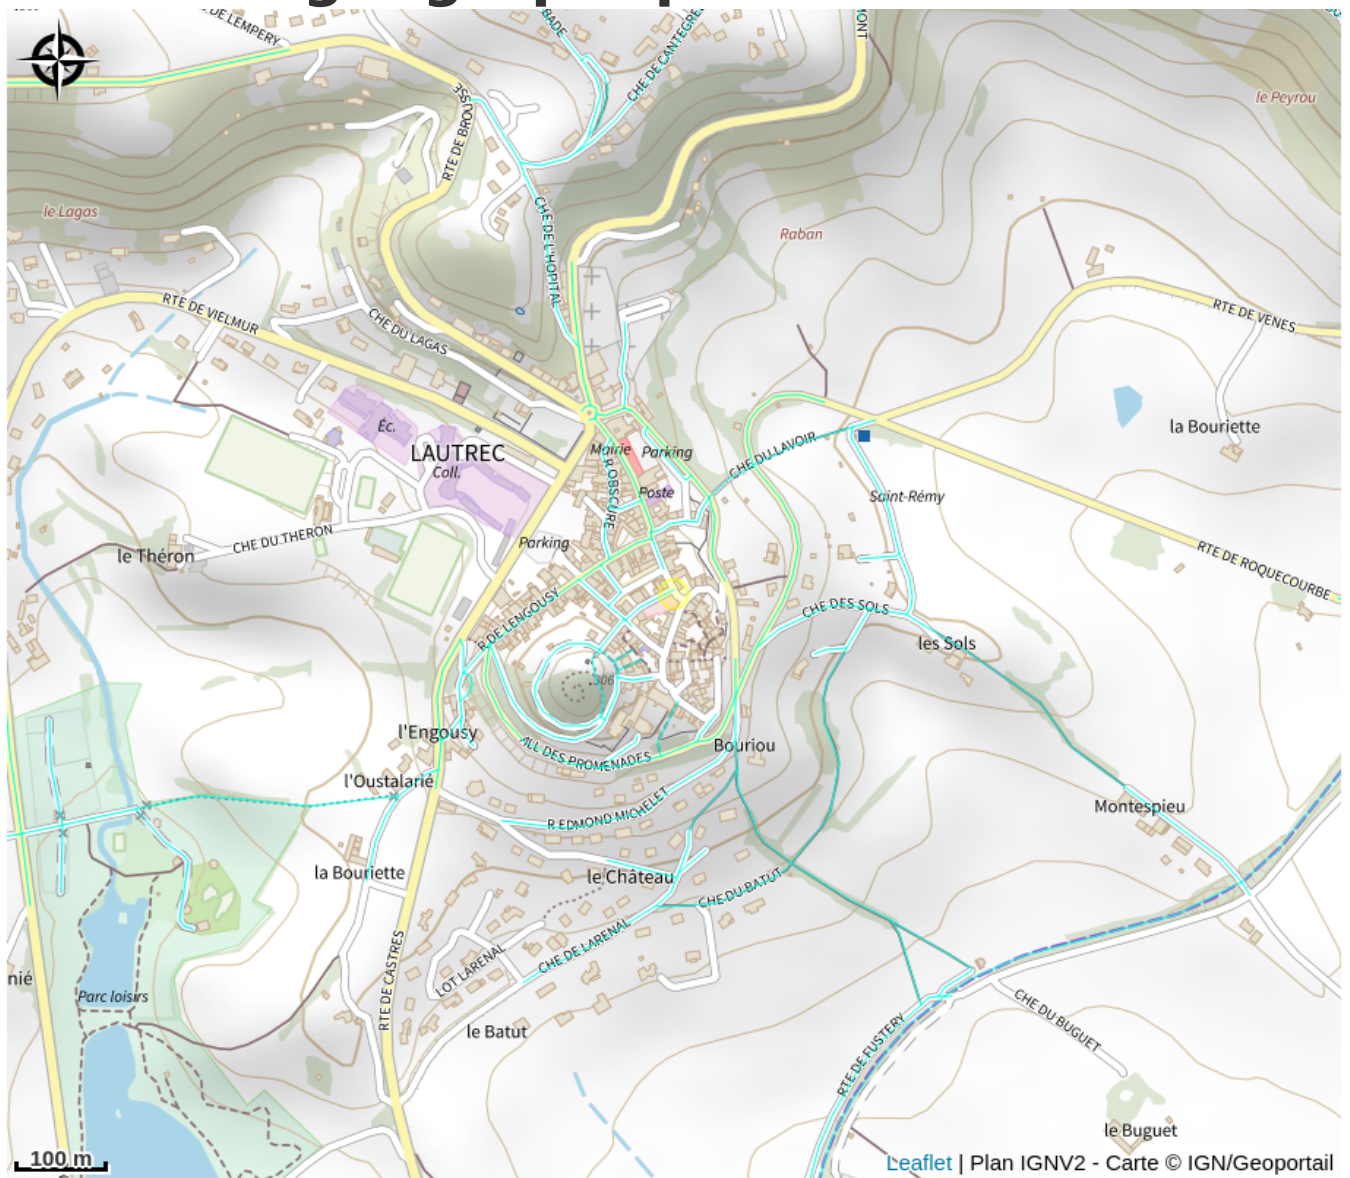 DE LEMPERY
BADE
CHE DE CANTEGRE
MONT
le Peyrou
RTE DE BROUSSE
le Lagas
CHE DE L'HOPITAL
Raban
RTE DE VIELMUR
CHE DU LAGAS
RTE DE VENES
Éc.
la Bouriette
LAUTREC
Coll.
Mairie
Parking
CHE DU LAVOIR
R OBSCURE
Poste
Saint-Rémy
CHE DU THERON
Parking
le Théron
RTE DE ROQUECOURBE
R DE LENGOUSY
CHE DES SOLS
les Sols
306
l'Engousy
ALL DES PROMENADES
Bouriou
l'Oustalarié
Montespieu
R EDMOND MICHELET
la Bouriette
le Château
CHE DU BATUT
CHE DE LARENAL
LOT LARENAL
RTE DE CASTRES
nié
Parc loisirs
le Batut
CHE DU BUGUET
RTE DE FUSTERY
le Buguet
100 m
Leaflet | Plan IGNV2 - Carte © IGN/Geoportail